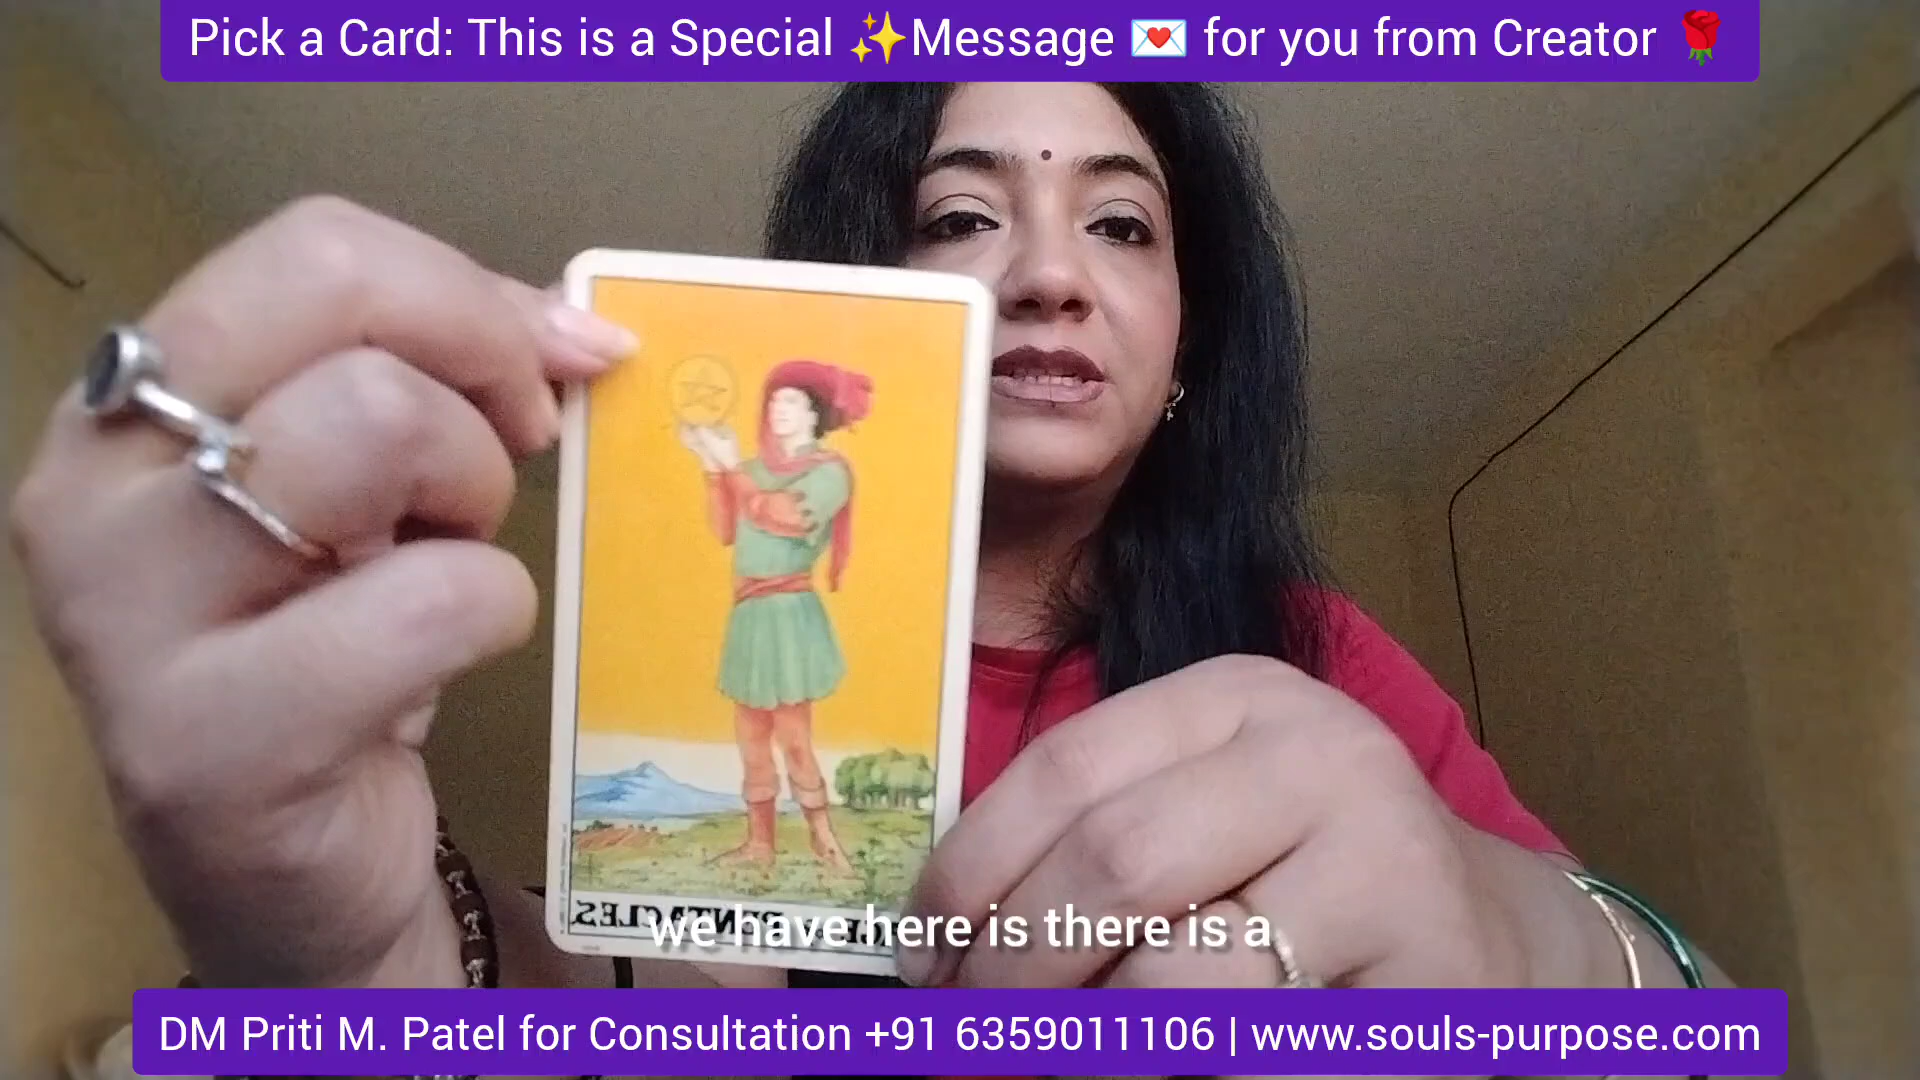 Pick a Card: This is a Special ✨Message 💌 for you from Creator 🌹
we have here is there is a
PENTACLES
DM Priti M. Patel for Consultation +91 6359011106 | www.souls-purpose.com